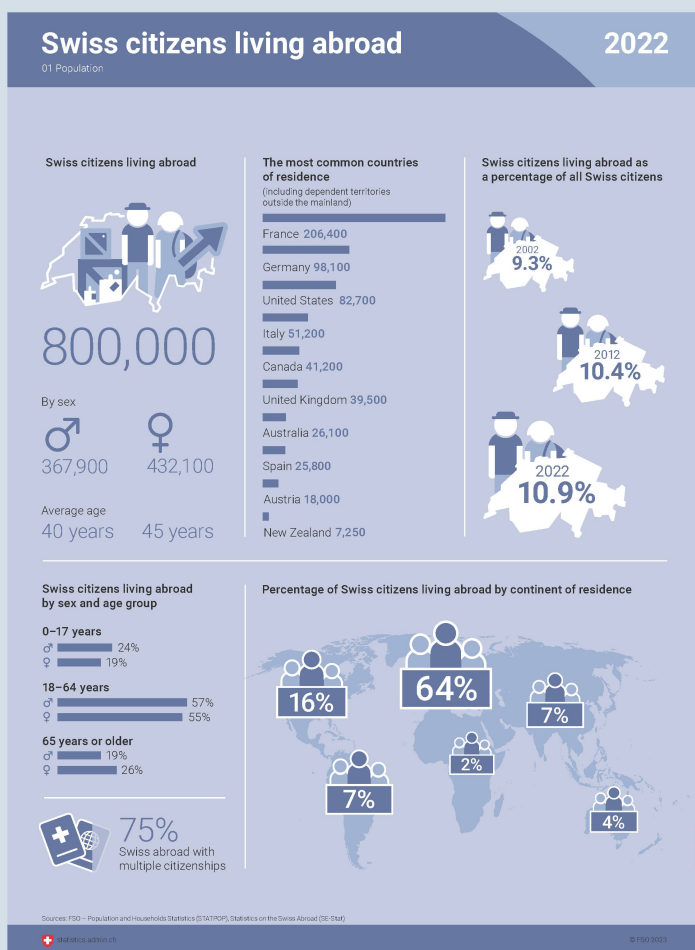 Swiss citizens living abroad
2022
01 Population
Swiss citizens living abroad
800,000
By sex
♂ ♀
367,900 432,100
Average age
40 years 45 years
The most common countries
of residence
(including dependent territories
outside the mainland)
France 206,400
Germany 98,100
United States 82,700
Italy 51,200
Canada 41,200
United Kingdom 39,500
Australia 26,100
Spain 25,800
Austria 18,000
New Zealand 7,250
Swiss citizens living abroad as
a percentage of all Swiss citizens
2002
9.3%
2012
10.4%
2022
10.9%
Swiss citizens living abroad
by sex and age group
0–17 years
♂ 24%
♀ 19%
18–64 years
♂ 57%
♀ 55%
65 years or older
♂ 19%
♀ 26%
75%
Swiss abroad with
multiple citizenships
Percentage of Swiss citizens living abroad by continent of residence
16%
64%
7%
2%
7%
4%
Sources: FSO – Population and Households Statistics (STATPOP), Statistics on the Swiss Abroad (SE-Stat)
statistics.admin.ch
© FSO 2023